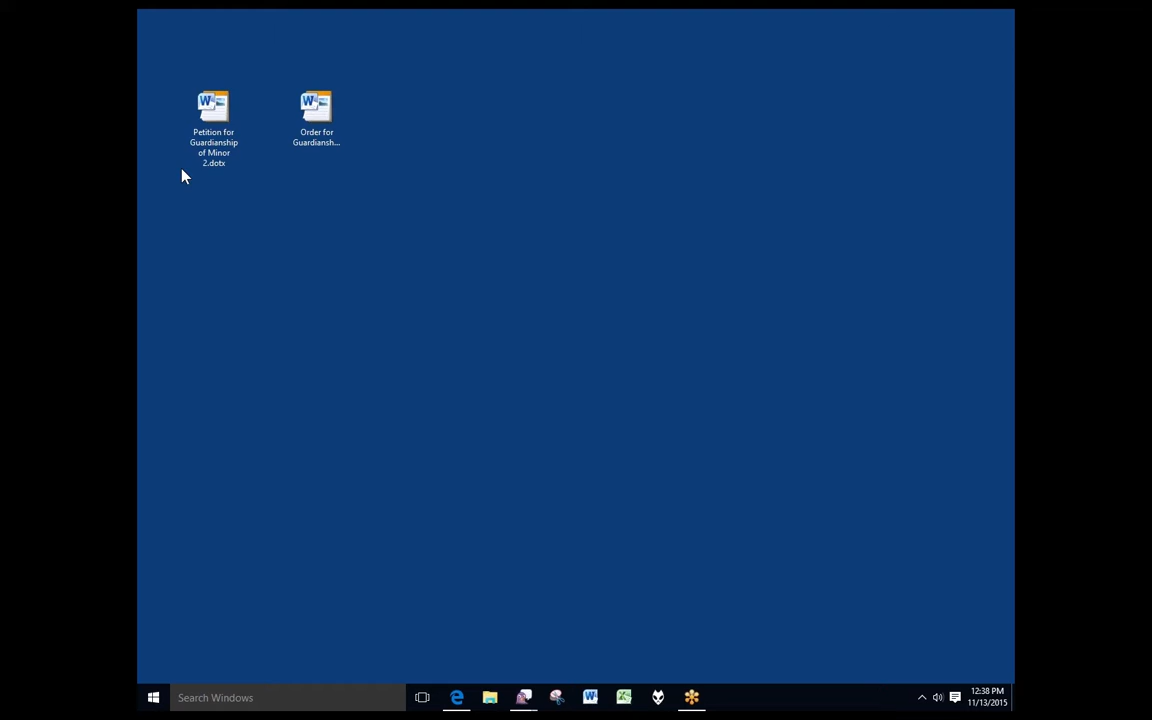 Petition for
Guardianship
of Minor
2.dotx
Order for
Guardiansh...
Search Windows
12:38 PM
11/13/2015